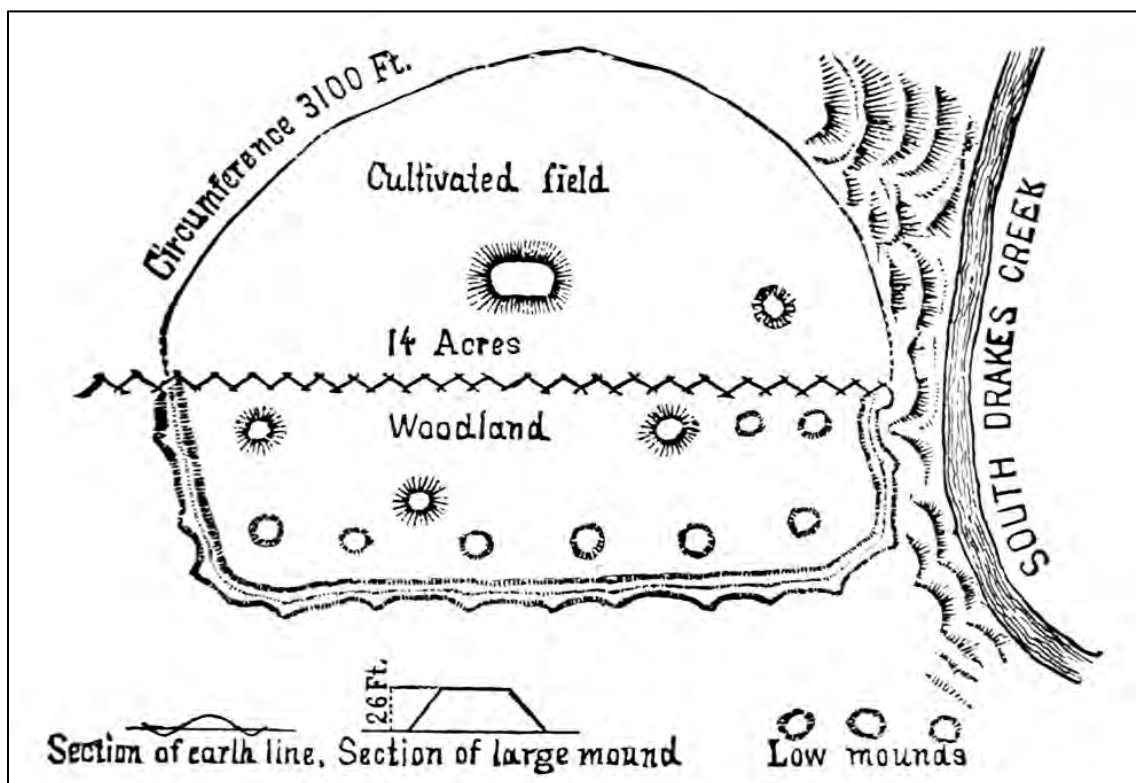 Circumference 3100 Ft.
Cultivated field
14 Acres
Woodland
SOUTH DRAKES CREEK
26 Ft.
Section of earth line, Section of large mound
Low mounds